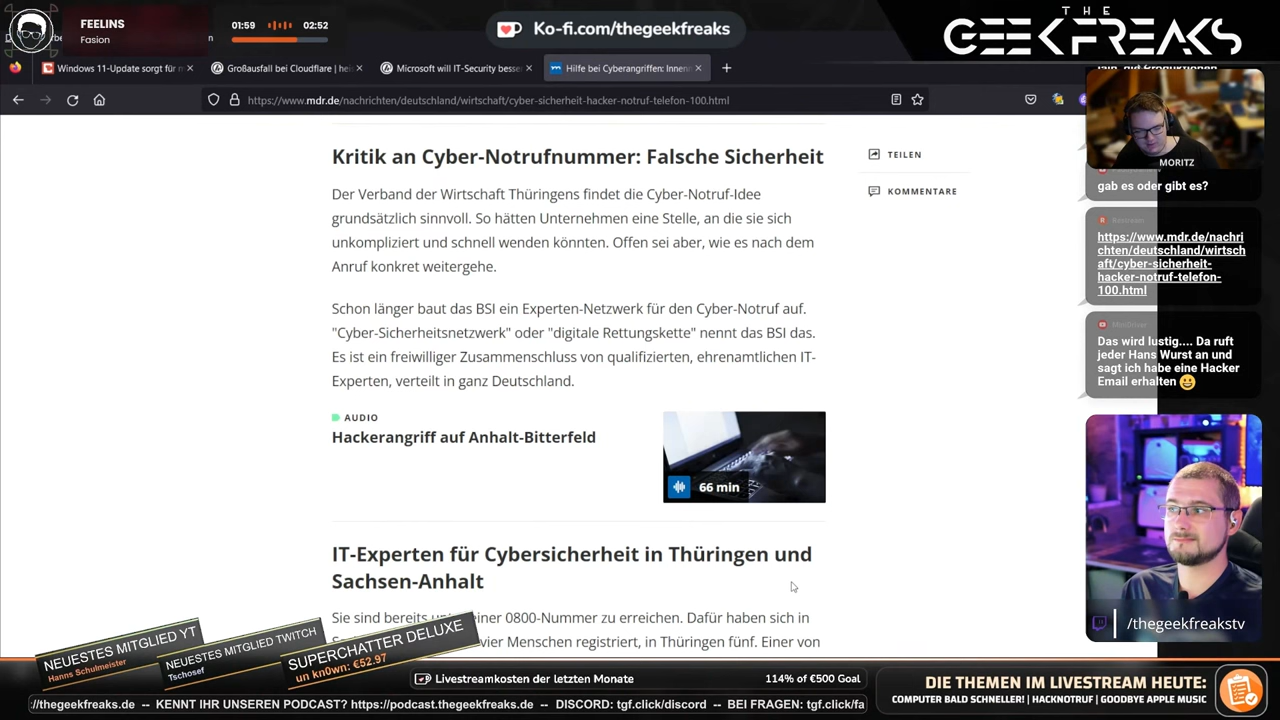 FEELINS
Fasion
01:59
02:52
Ko-fi.com/thegeekfreaks
THE
GEEKFREAKS
Windows 11-Update sorgt für n
Großausfall bei Cloudflare | hei
Microsoft will IT-Security besse
Hilfe bei Cyberangriffen: Innenr
https://www.mdr.de/nachrichten/deutschland/wirtschaft/cyber-sicherheit-hacker-notruf-telefon-100.html
Kritik an Cyber-Notrufnummer: Falsche Sicherheit
Der Verband der Wirtschaft Thüringens findet die Cyber-Notruf-Idee
grundsätzlich sinnvoll. So hätten Unternehmen eine Stelle, an die sie sich
unkompliziert und schnell wenden könnten. Offen sei aber, wie es nach dem
Anruf konkret weitergehe.
Schon länger baut das BSI ein Experten-Netzwerk für den Cyber-Notruf auf.
"Cyber-Sicherheitsnetzwerk" oder "digitale Rettungskette" nennt das BSI das.
Es ist ein freiwilliger Zusammenschluss von qualifizierten, ehrenamtlichen IT-
Experten, verteilt in ganz Deutschland.
AUDIO
Hackerangriff auf Anhalt-Bitterfeld
66 min
IT-Experten für Cybersicherheit in Thüringen und
Sachsen-Anhalt
Sie sind bereits einer 0800-Nummer zu erreichen. Dafür haben sich in
vier Menschen registriert, in Thüringen fünf. Einer von
TEILEN
KOMMENTARE
MORITZ
gab es oder gibt es?
https://www.mdr.de/nachri
chten/deutschland/wirtsch
aft/cyber-sicherheit-
hacker-notruf-telefon-
100.html
Das wird lustig.... Da ruft
jeder Hans Wurst an und
sagt ich habe eine Hacker
Email erhalten 😀
/thegeekfreakstv
NEUESTES MITGLIED YT
Hanns Schulmeister
NEUESTES MITGLIED TWITCH
Tschosef
SUPERCHATTER DELUXE
un kn0wn: €52.97
Livestreamkosten der letzten Monate
114% of €500 Goal
://thegeekfreaks.de -- KENNT IHR UNSEREN PODCAST? https://podcast.thegeekfreaks.de -- DISCORD: tgf.click/discord -- BEI FRAGEN: tgf.click/fa
DIE THEMEN IM LIVESTREAM HEUTE:
COMPUTER BALD SCHNELLER! | HACKNOTRUF | GOODBYE APPLE MUSIC